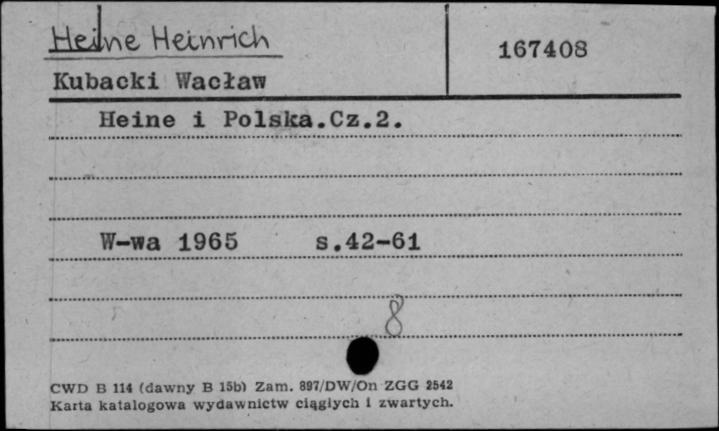 Heine Heinrich
167408
Kubacki Wacław
Heine i Polska.Cz.2.
W-wa 1965 s.42-61
8
CWD B 114 (dawny B 15b) Zam. 897/DW/On ZGG 2542
Karta katalogowa wydawnictw ciągłych i zwartych.